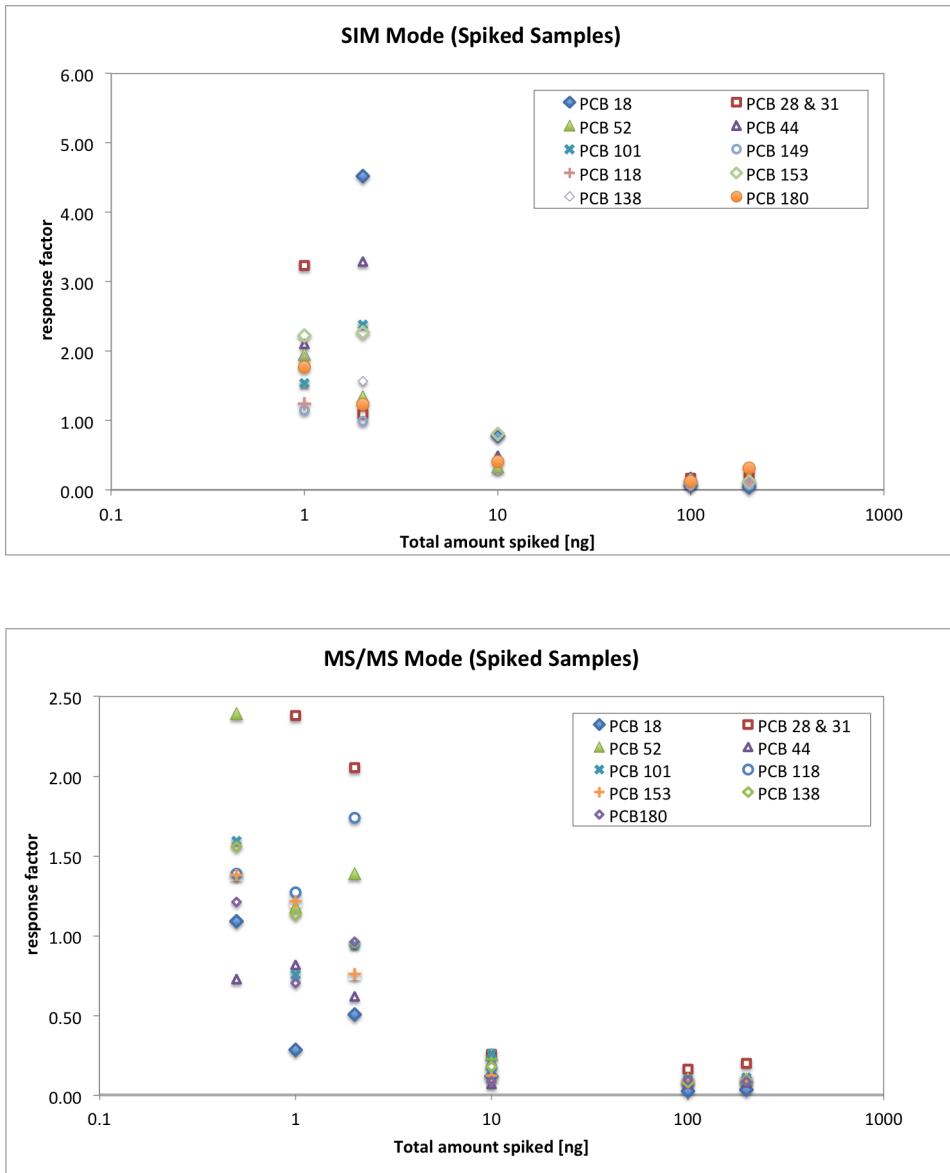 SIM Mode (Spiked Samples)
6.00
5.00
4.00
3.00
2.00
1.00
0.00
response factor
PCB 18 PCB 28 & 31
PCB 52 PCB 44
PCB 101 PCB 149
PCB 118 PCB 153
PCB 138 PCB 180
0.1 1 10 100 1000
Total amount spiked [ng]
MS/MS Mode (Spiked Samples)
2.50
2.00
1.50
1.00
0.50
0.00
response factor
PCB 18 PCB 28 & 31
PCB 52 PCB 44
PCB 101 PCB 118
PCB 153 PCB 138
PCB180
0.1 1 10 100 1000
Total amount spiked [ng]